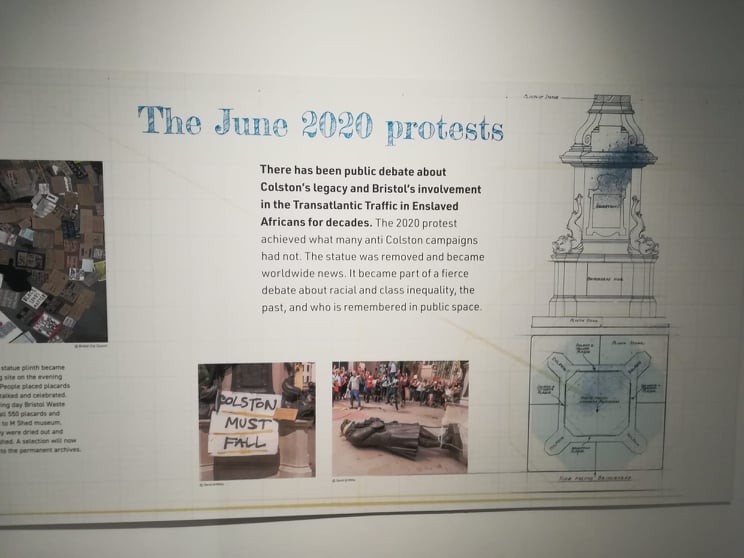 The June 2020 protests
There has been public debate about
Colston's legacy and Bristol's involvement
in the Transatlantic Traffic in Enslaved
Africans for decades. The 2020 protest
achieved what many anti Colston campaigns
had not. The statue was removed and became
worldwide news. It became part of a fierce
debate about racial and class inequality, the
past, and who is remembered in public space.
© Bristol City Council
statue plinth became
site on the evening
People placed placards
talked and celebrated.
ing day Bristol Waste
all 550 placards and
to M Shed museum.
y were dried out and
shed. A selection will now
to the permanent archives.
COLSTON
MUST
FALL